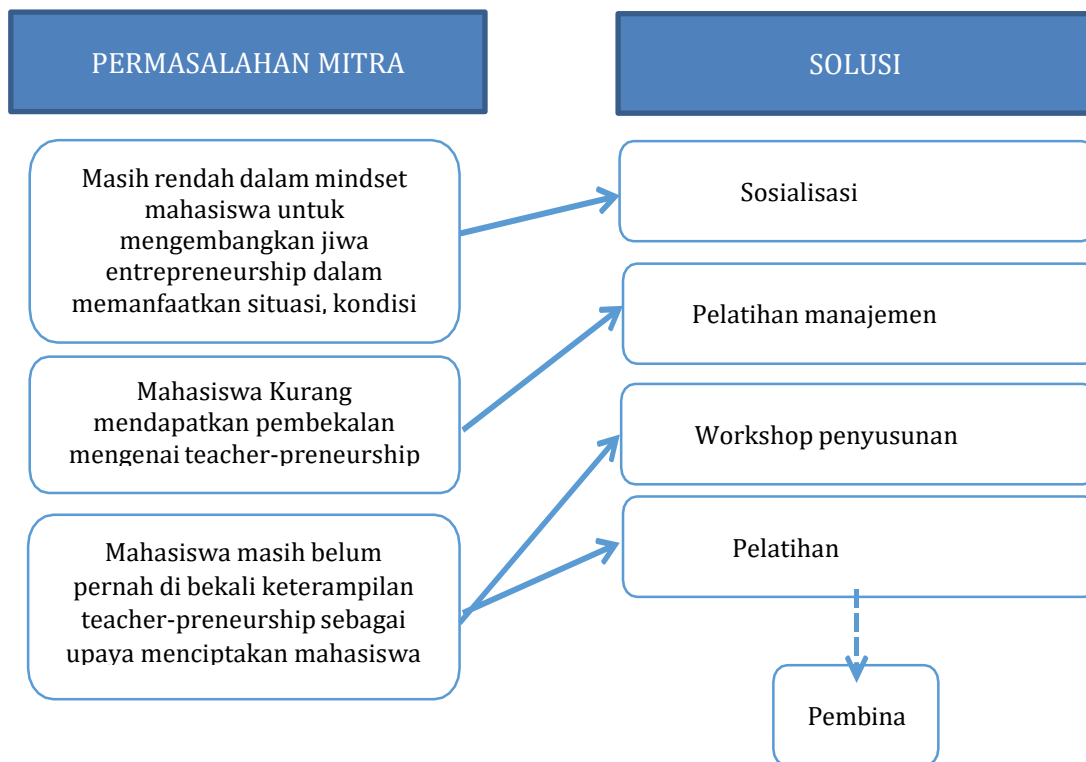 PERMASALAHAN MITRA
SOLUSI
Masih rendah dalam mindset
mahasiswa untuk
mengembangkan jiwa
entrepreneurship dalam
memanfaatkan situasi, kondisi
Mahasiswa Kurang
mendapatkan pembekalan
mengenai teacher-preneurship
Mahasiswa masih belum
pernah di bekali keterampilan
teacher-preneurship sebagai
upaya menciptakan mahasiswa
Sosialisasi
Pelatihan manajemen
Workshop penyusunan
Pelatihan
Pembina